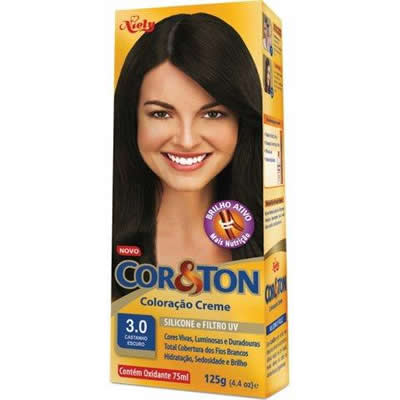 Niely
BRILHO ATIVO
Mais Nutrição
NOVO
COR&TON
Coloração Creme
3.0
CASTANHO
ESCURO
SILICONE e FILTRO UV
Cores Vivas, Luminosas e Duradouras
Total Cobertura dos Fios Brancos
Hidratação, Sedosidade e Brilho
Contém Oxidante 75ml
125g (4.4 oz)e
Niely
COR&TON